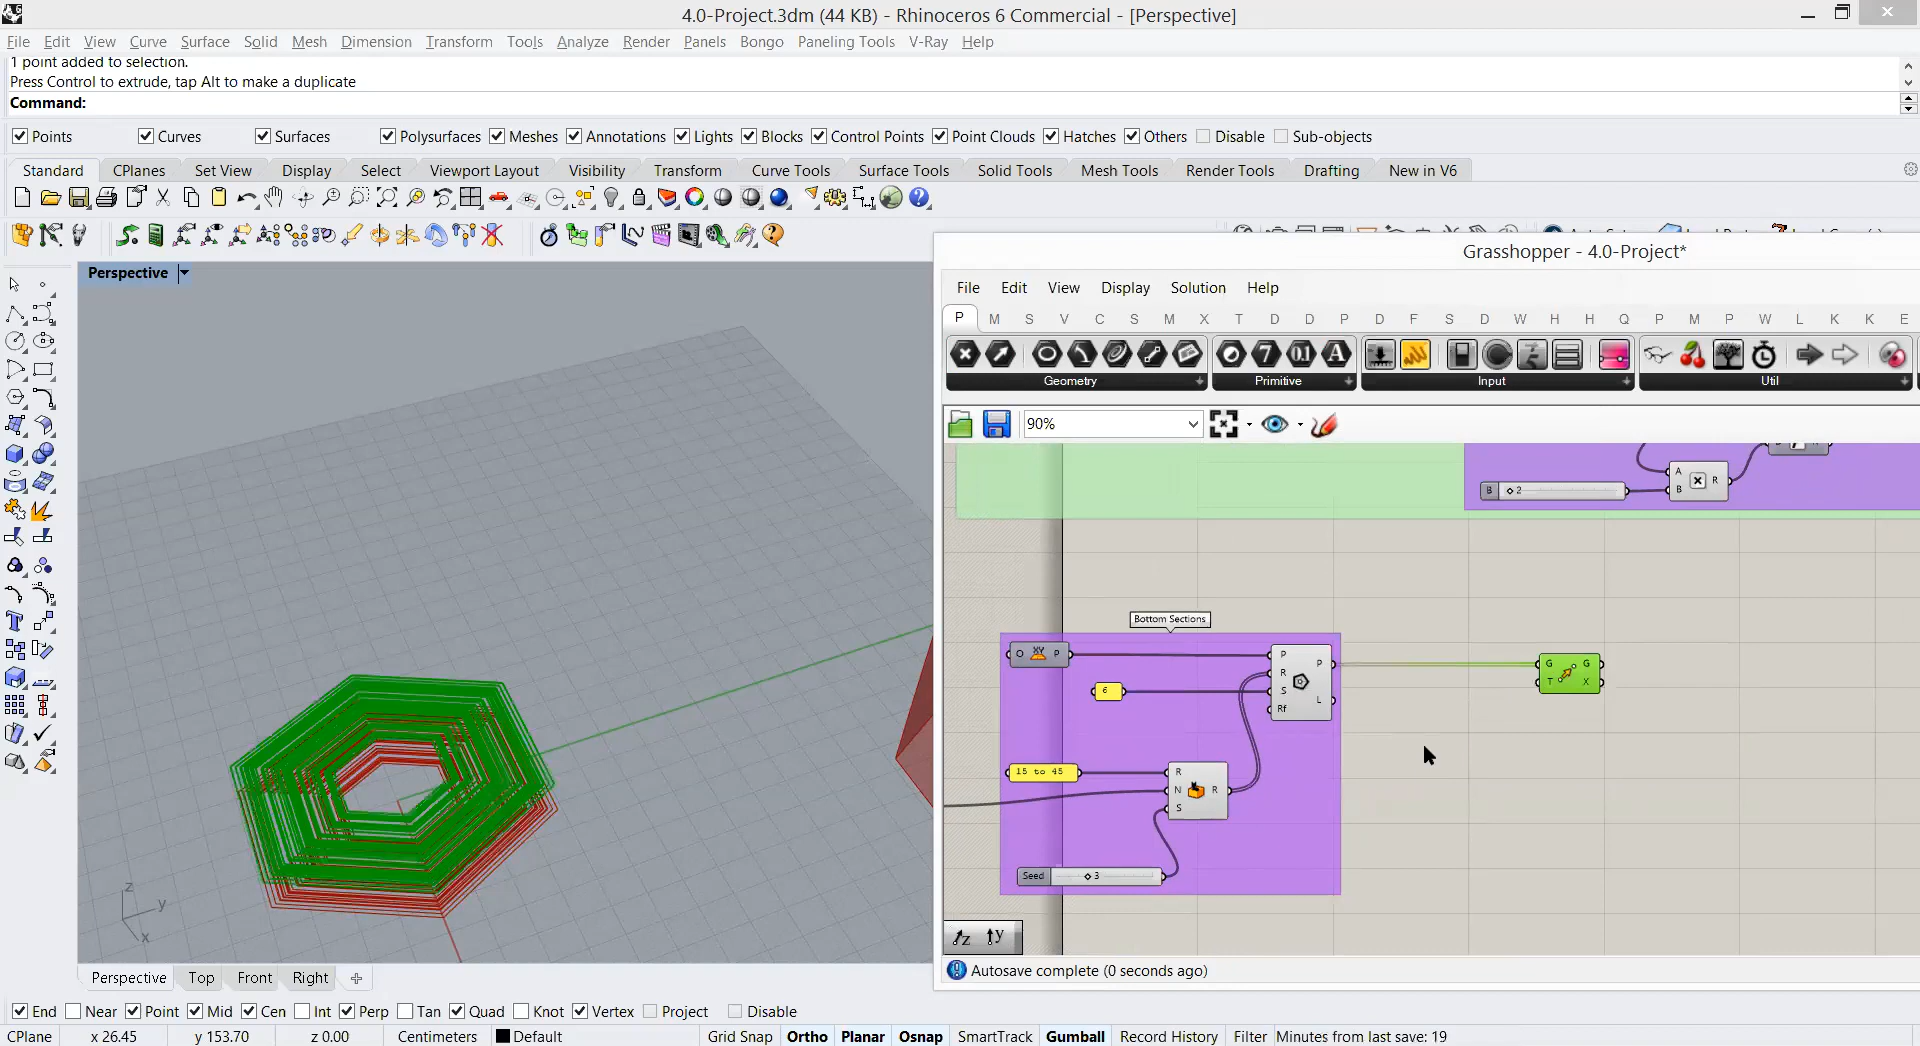 4.0-Project.3dm (44 KB) - Rhinoceros 6 Commercial - [Perspective]
File Edit View Curve Surface Solid Mesh Dimension Transform Tools Analyze Render Panels Bongo Paneling Tools V-Ray Help
1 point added to selection.
Press Control to extrude, tap Alt to make a duplicate
Command:
Points Curves Surfaces Polysurfaces Meshes Annotations Lights Blocks Control Points Point Clouds Hatches Others Disable Sub-objects
Standard CPlanes Set View Display Select Viewport Layout Visibility Transform Curve Tools Surface Tools Solid Tools Mesh Tools Render Tools Drafting New in V6
Perspective
Grasshopper - 4.0-Project*
File Edit View Display Solution Help
P M S V C S M X T D D P D F S D W H H Q P M P W L K K E
Geometry Primitive Input Util
90%
A
B 2 B R
Bottom Sections
O XY P P P
R
6 S
L
Rf
G G
T X
15 to 45 R
N R
S
Seed 3
z y
Autosave complete (0 seconds ago)
z
y
x
Perspective Top Front Right
End Near Point Mid Cen Int Perp Tan Quad Knot Vertex Project Disable
CPlane x 26.45 y 153.70 z 0.00 Centimeters Default Grid Snap Ortho Planar Osnap SmartTrack Gumball Record History Filter Minutes from last save: 19